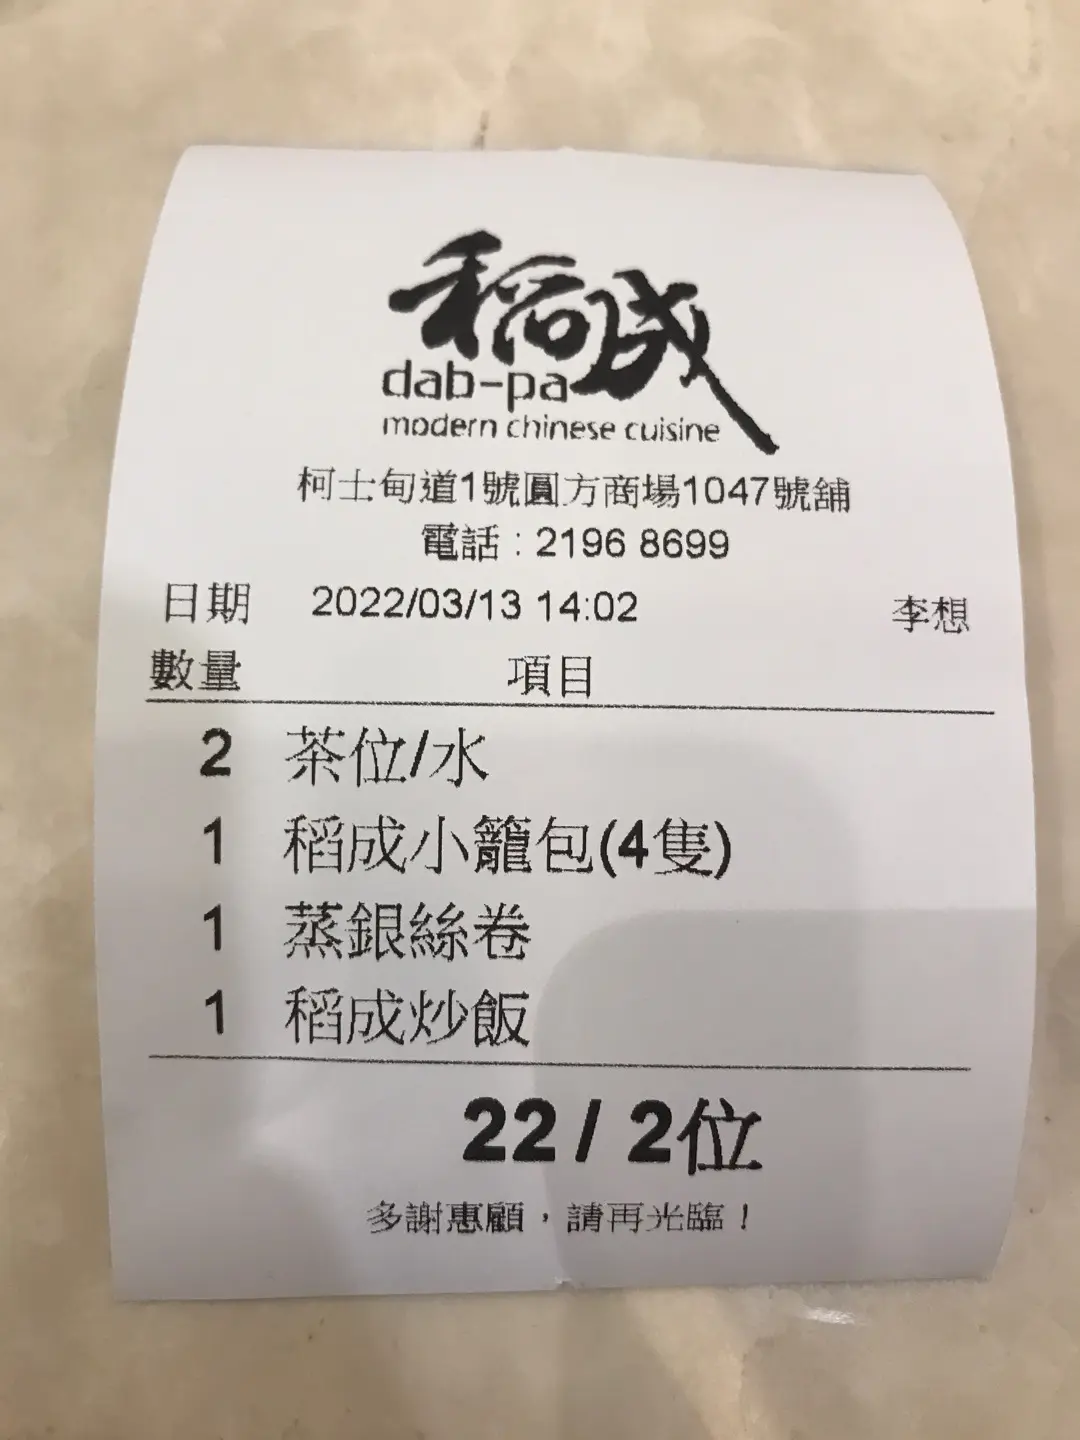 稻成
dab-pa
modern chinese cuisine
柯士甸道1號圓方商場1047號舖
電話：2196 8699
日期 2022/03/13 14:02 李想
數量 項目
2 茶位/水
1 稻成小籠包(4隻)
1 蒸銀絲卷
1 稻成炒飯
22 / 2位
多謝惠顧，請再光臨！